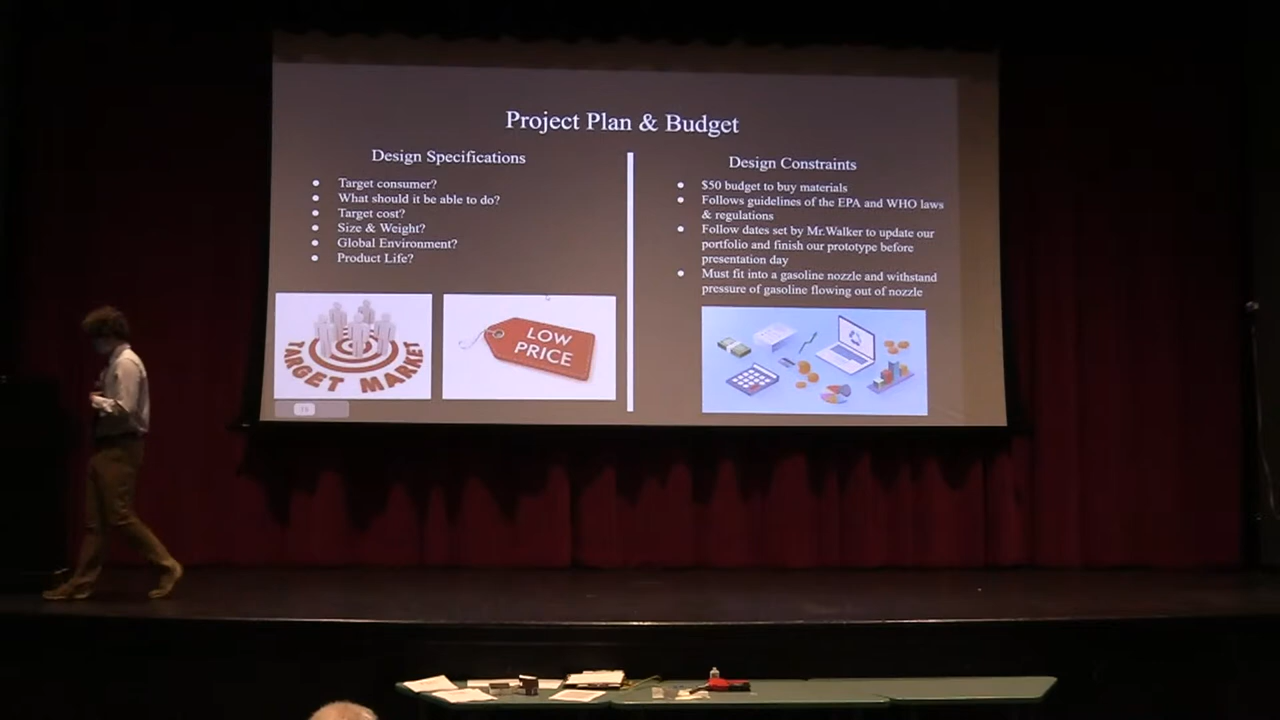 Project Plan & Budget
Design Specifications
● Target consumer?
● What should it be able to do?
● Target cost?
● Size & Weight?
● Global Environment?
● Product Life?
TARGET MARKET
LOW
PRICE
Design Constraints
● $50 budget to buy materials
● Follows guidelines of the EPA and WHO laws
& regulations
● Follow dates set by Mr.Walker to update our
portfolio and finish our prototype before
presentation day
● Must fit into a gasoline nozzle and withstand
pressure of gasoline flowing out of nozzle